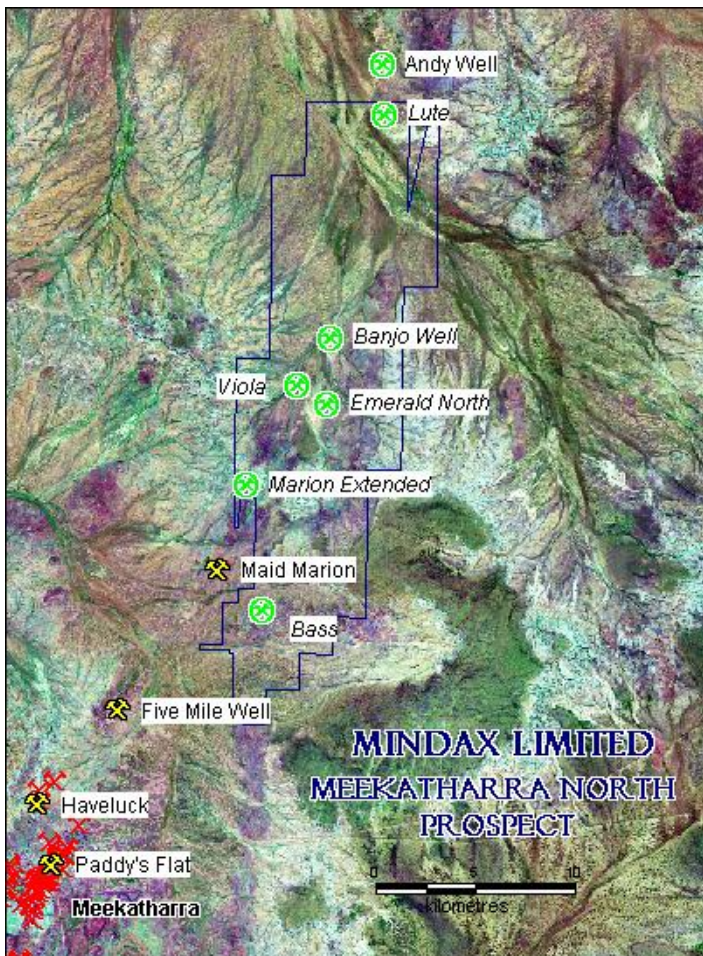 Andy Well
Lute
Banjo Well
Viola
Emerald North
Marion Extended
Maid Marion
Bass
Five Mile Well
MINDAX LIMITED
MEEKATHARRA NORTH
PROSPECT
Haveluck
Paddy's Flat
Meekatharra
0 5 10
kilometres